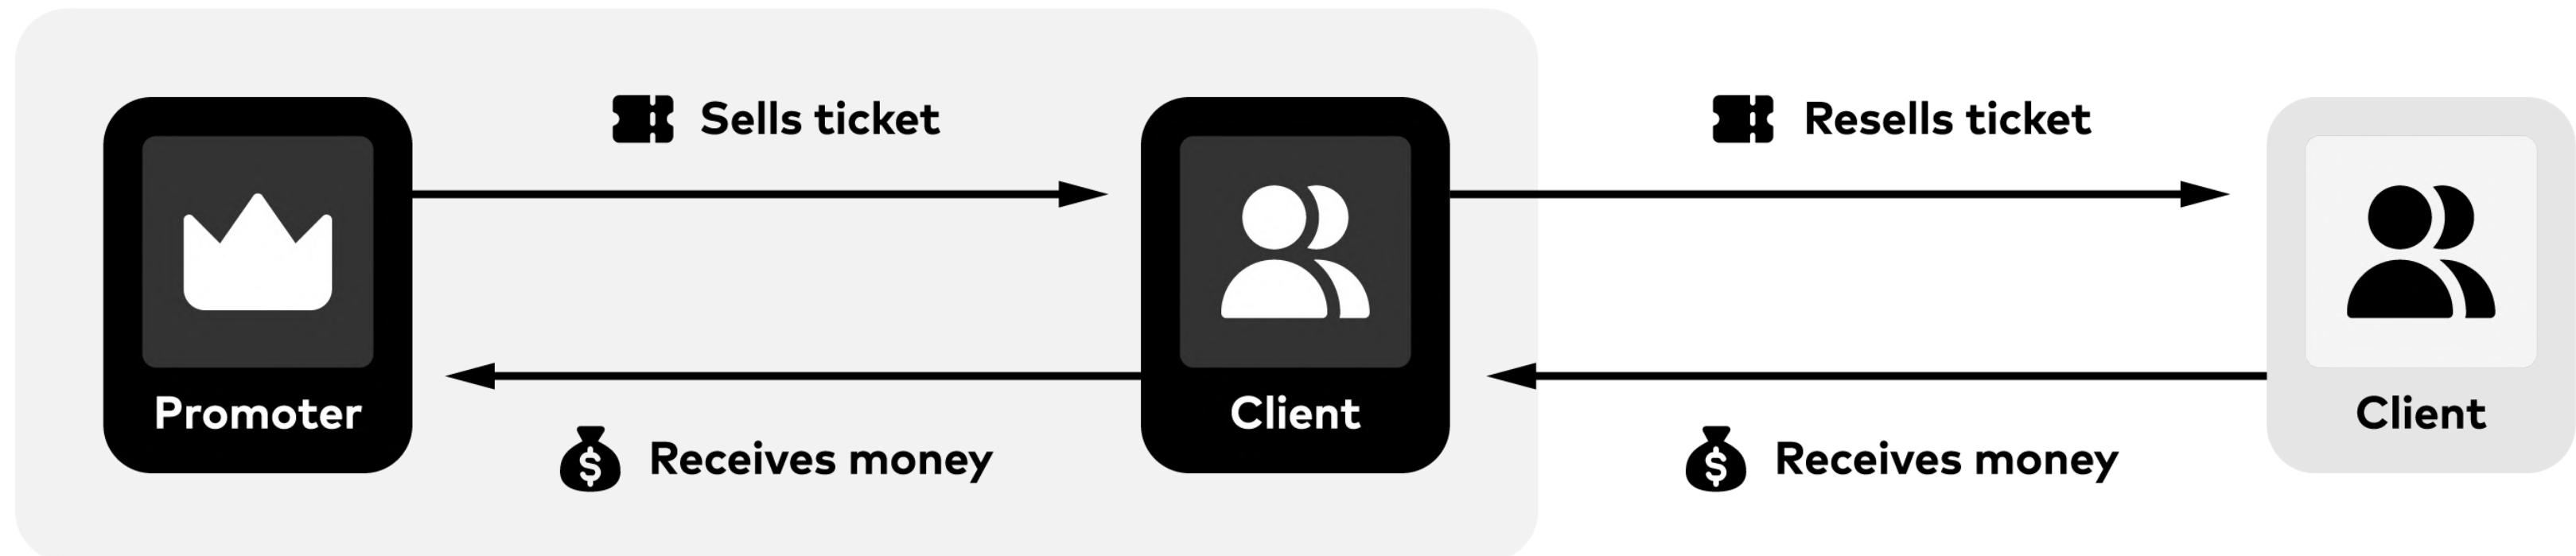 Sells ticket
Resells ticket
Promoter
Client
Client
Receives money
Receives money